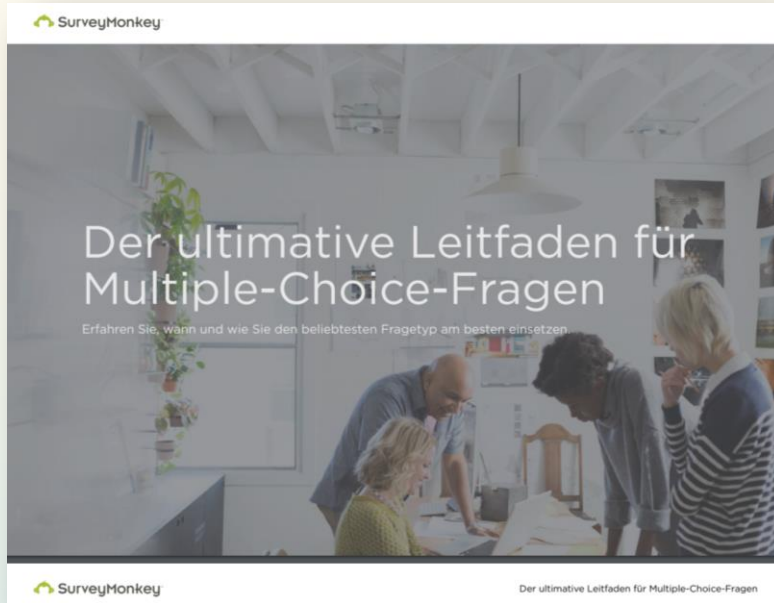 SurveyMonkey
Der ultimative Leitfaden für
Multiple-Choice-Fragen
Erfahren Sie, wann und wie Sie den beliebtesten Fragetyp am besten einsetzen.
SurveyMonkey
Der ultimative Leitfaden für Multiple-Choice-Fragen